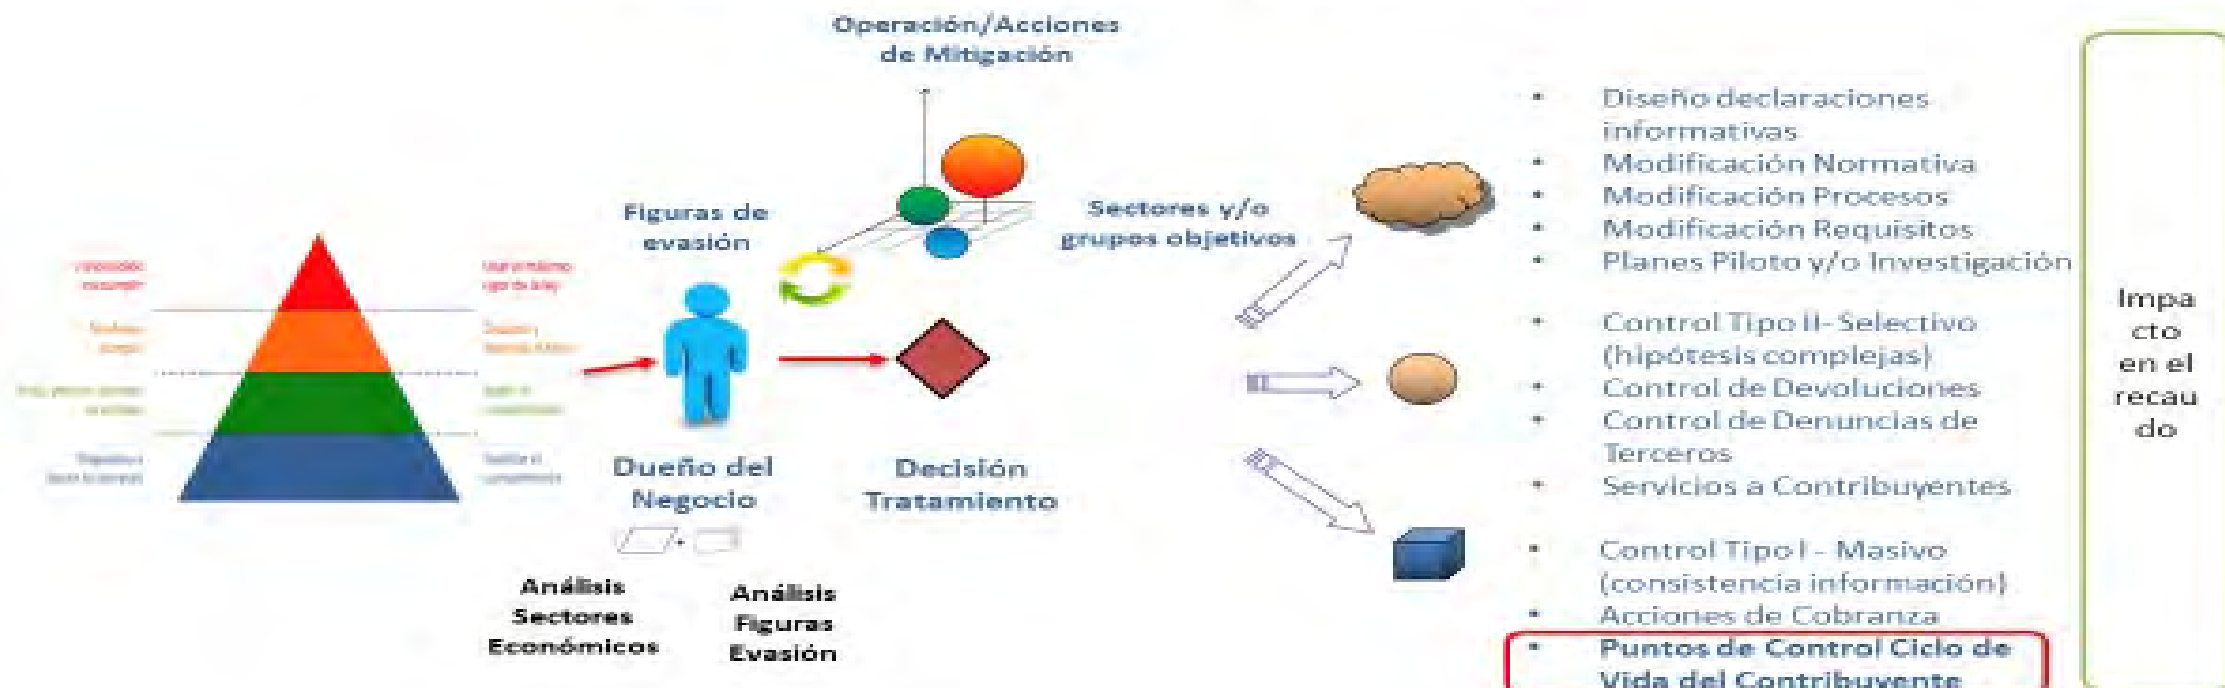 Operación/Acciones
de Mitigación
Figuras de
evasión
Sectores y/o
grupos objetivos
Dueño del
Negocio
Decisión
Tratamiento
Análisis
Sectores
Económicos
Análisis
Figuras
Evasión
• Diseño declaraciones
informativas
• Modificación Normativa
• Modificación Procesos
• Modificación Requisitos
• Planes Piloto y/o Investigación
• Control Tipo II- Selectivo
(hipótesis complejas)
• Control de Devoluciones
• Control de Denuncias de
Terceros
• Servicios a Contribuyentes
• Control Tipo I - Masivo
(consistencia información)
• Acciones de Cobranza
• Puntos de Control Ciclo de
Vida del Contribuyente
Impa
cto
en el
recau
do